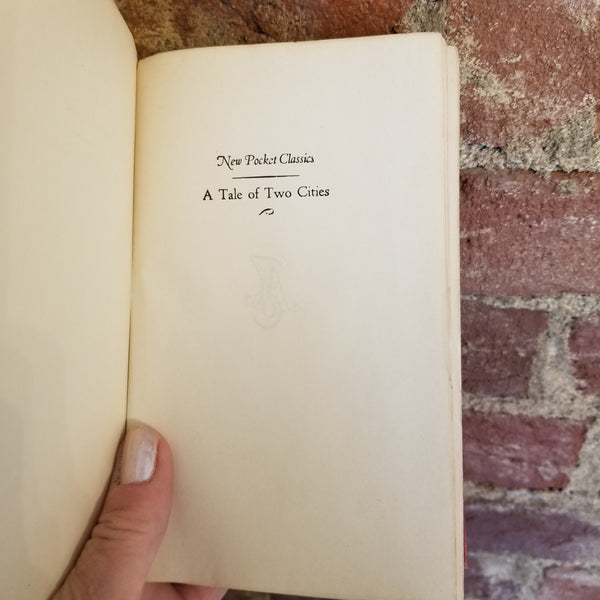 New Pocket Classics
A Tale of Two Cities